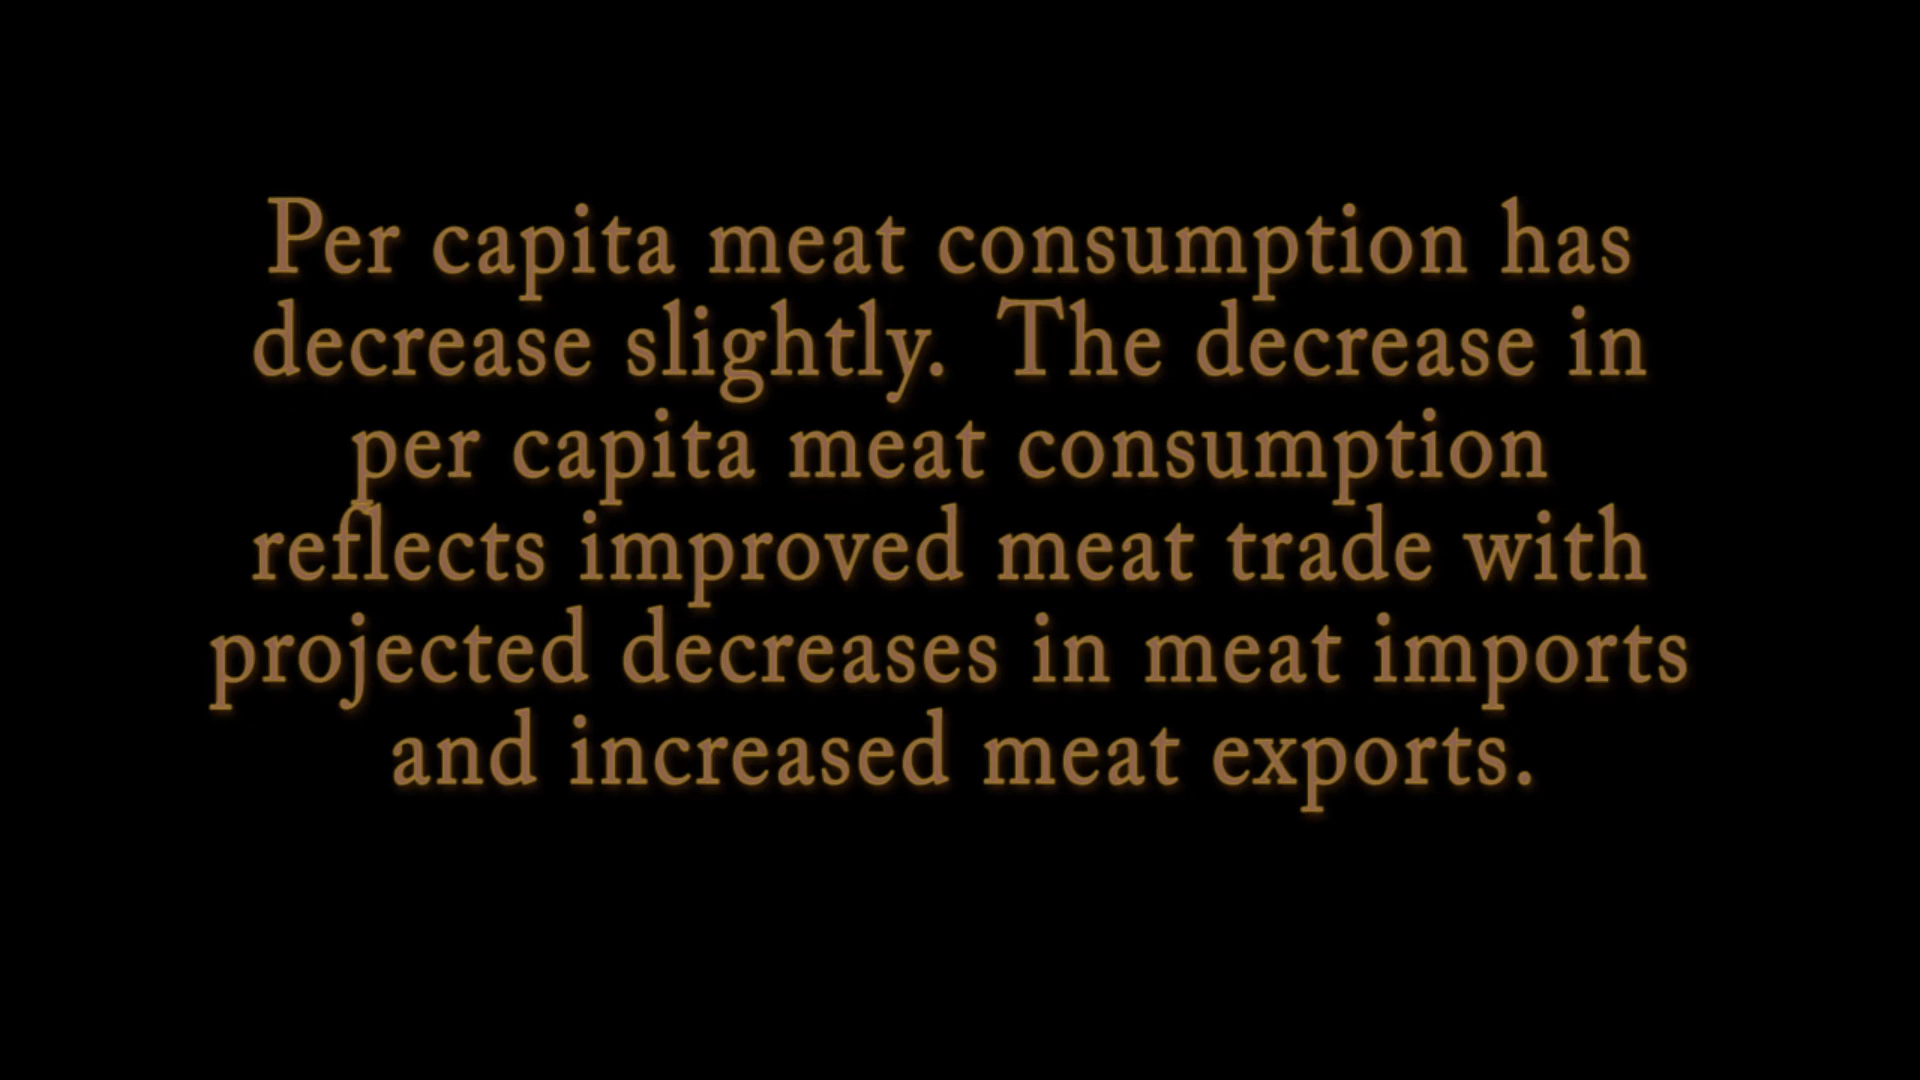 Per capita meat consumption has
decrease slightly.  The decrease in
per capita meat consumption
reflects improved meat trade with
projected decreases in meat imports
and increased meat exports.